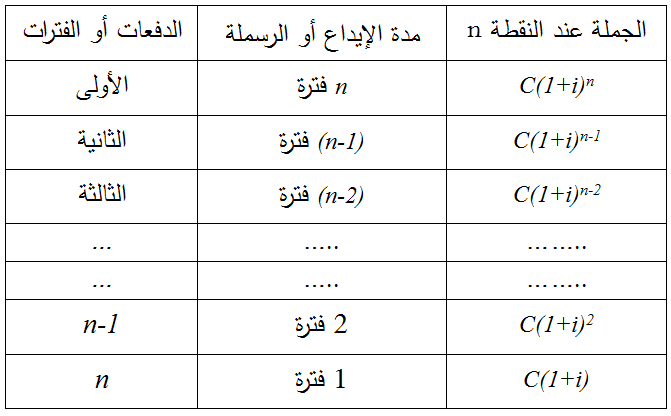 الدفعات أو الفترات	مدة الإيداع أو الرسملة	الجملة عند النقطة n
الأولى	n فترة	C(1+i)ⁿ
الثانية	(n-1) فترة	C(1+i)ⁿ⁻¹
الثالثة	(n-2) فترة	C(1+i)ⁿ⁻²
...	.....	........
...	.....	........
n-1	2 فترة	C(1+i)²
n	1 فترة	C(1+i)